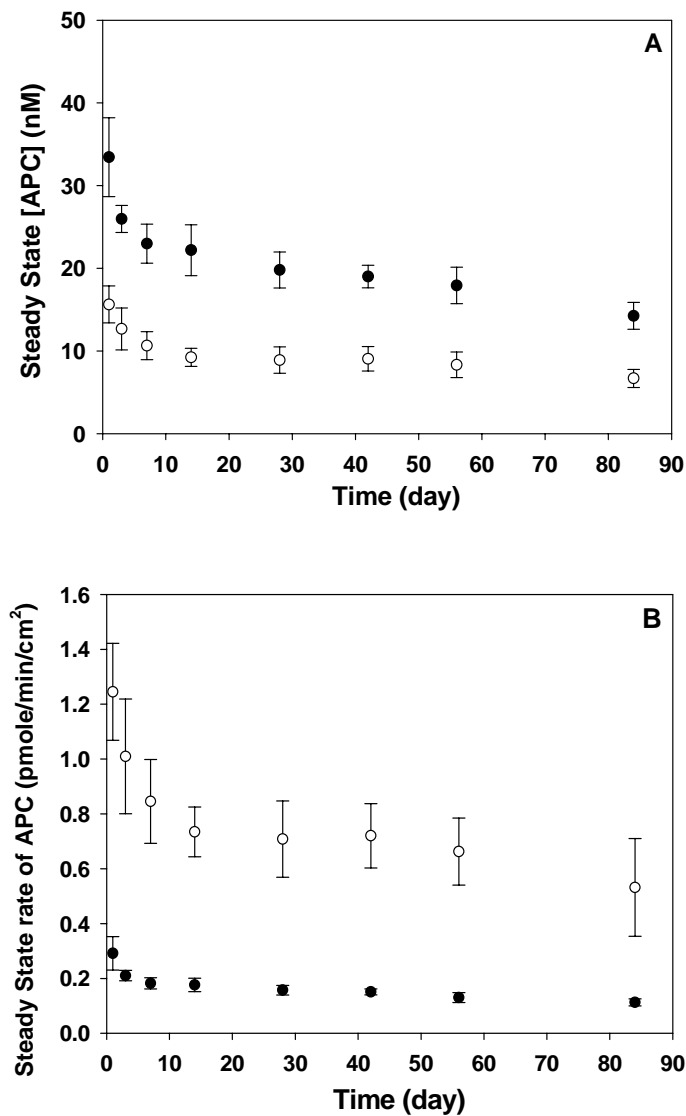 A
Steady State [APC] (nM)
50
40
30
20
10
0
0 10 20 30 40 50 60 70 80 90
Time (day)
B
Steady State rate of APC (pmole/min/cm²)
1.6
1.4
1.2
1.0
0.8
0.6
0.4
0.2
0.0
0 10 20 30 40 50 60 70 80 90
Time (day)